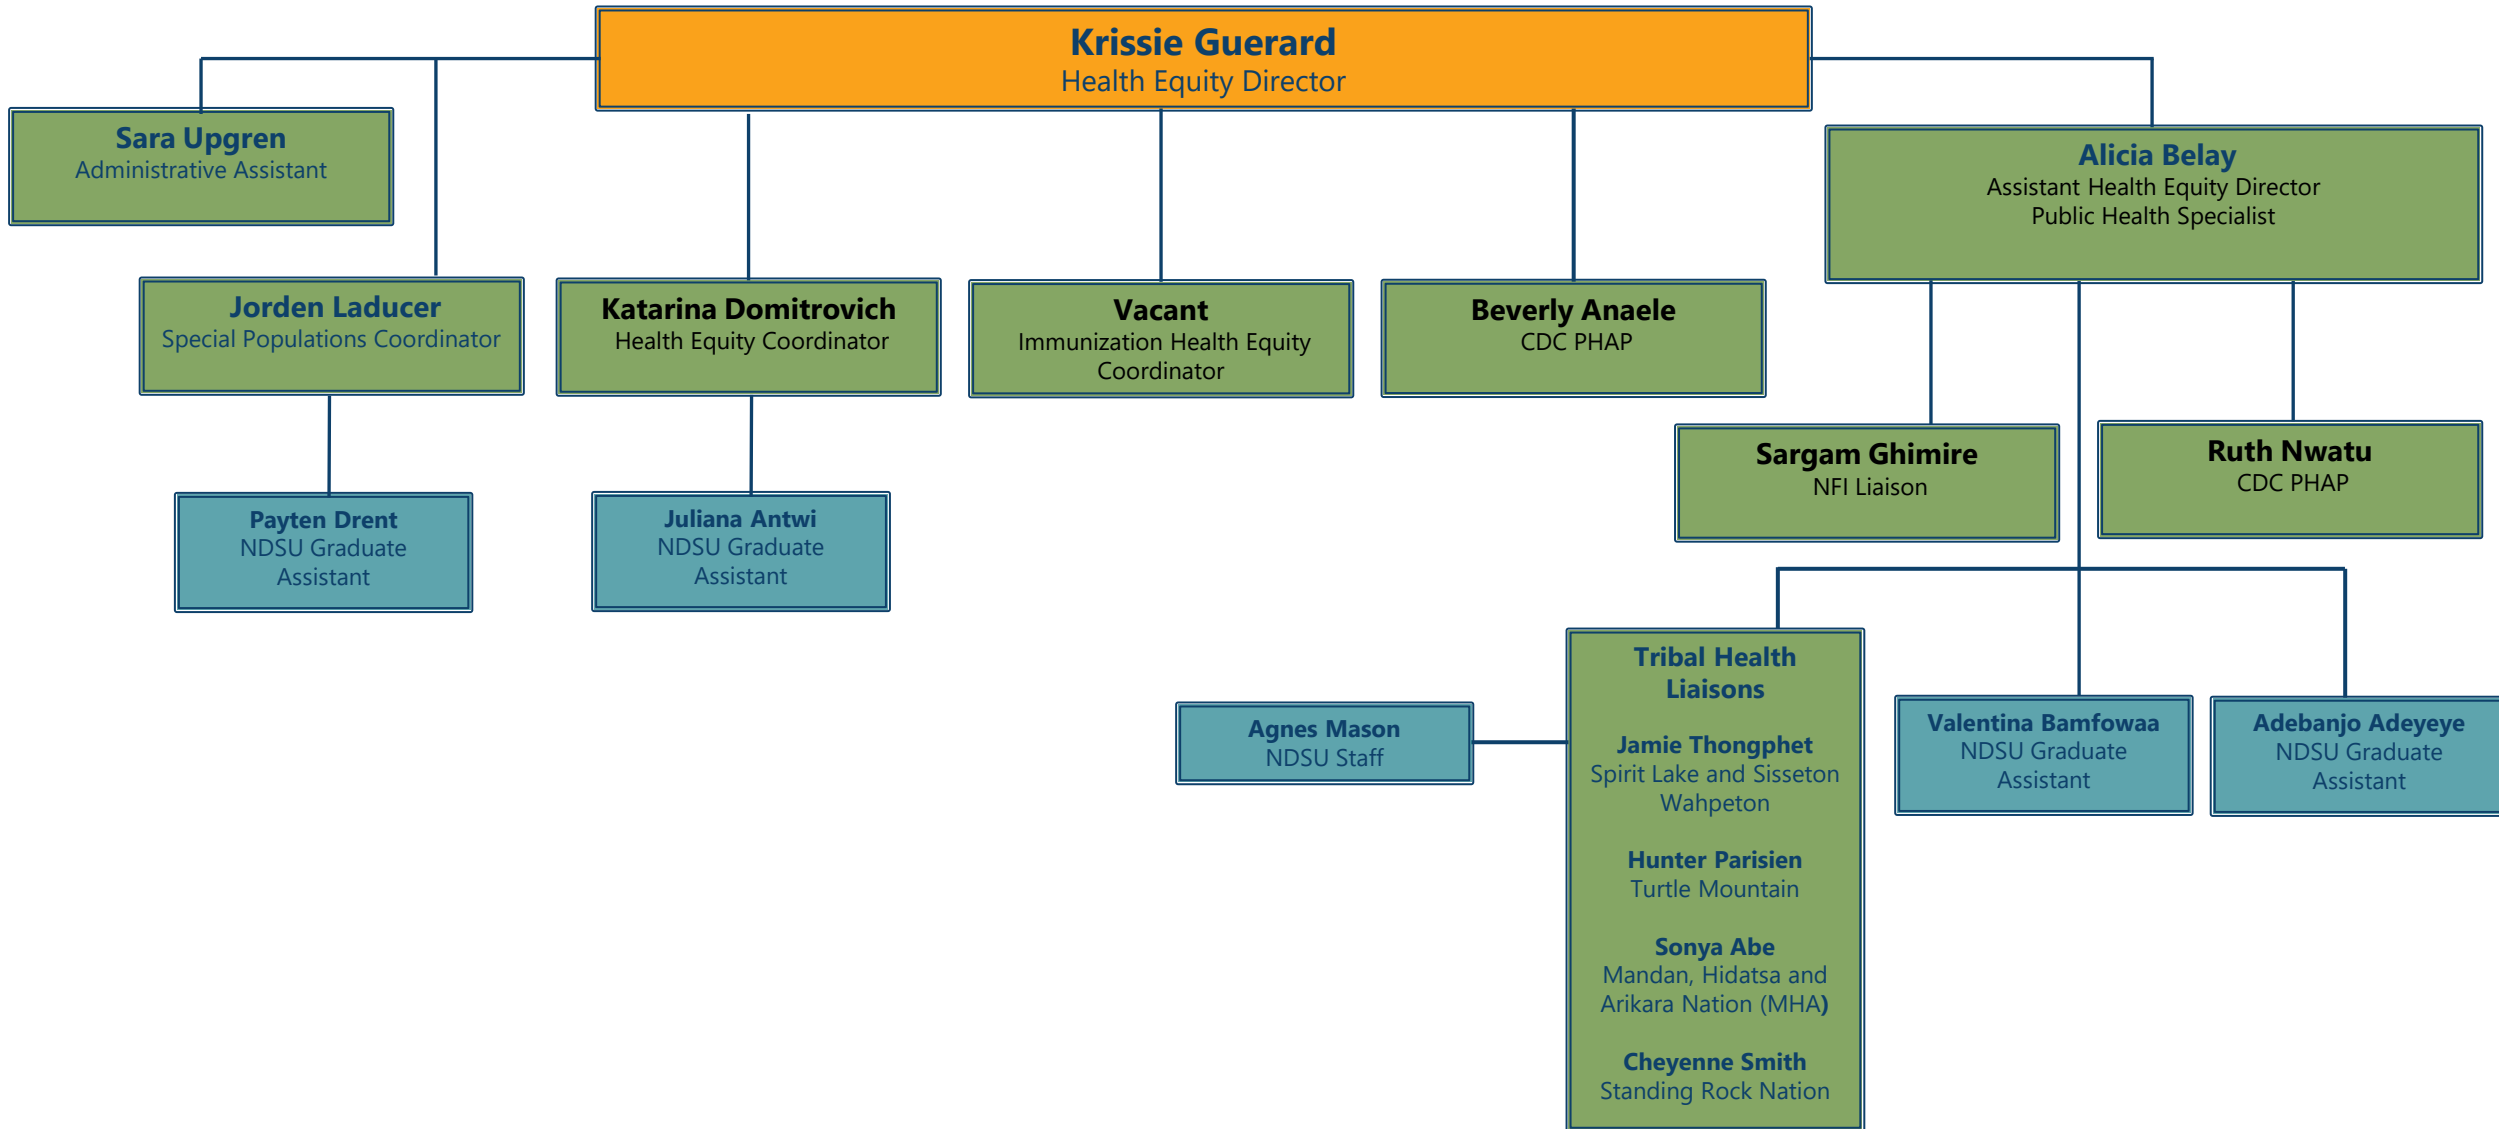 Krissie Guerard
Health Equity Director
Sara Upgren
Administrative Assistant
Alicia Belay
Assistant Health Equity Director
Public Health Specialist
Jorden Laducer
Special Populations Coordinator
Katarina Domitrovich
Health Equity Coordinator
Vacant
Immunization Health Equity
Coordinator
Beverly Anaele
CDC PHAP
Sargam Ghimire
NFI Liaison
Ruth Nwatu
CDC PHAP
Payten Drent
NDSU Graduate
Assistant
Juliana Antwi
NDSU Graduate
Assistant
Tribal Health
Liaisons
Jamie Thongphet
Spirit Lake and Sisseton
Wahpeton
Hunter Parisien
Turtle Mountain
Sonya Abe
Mandan, Hidatsa and
Arikara Nation (MHA)
Cheyenne Smith
Standing Rock Nation
Agnes Mason
NDSU Staff
Valentina Bamfowaa
NDSU Graduate
Assistant
Adebanjo Adeyeye
NDSU Graduate
Assistant